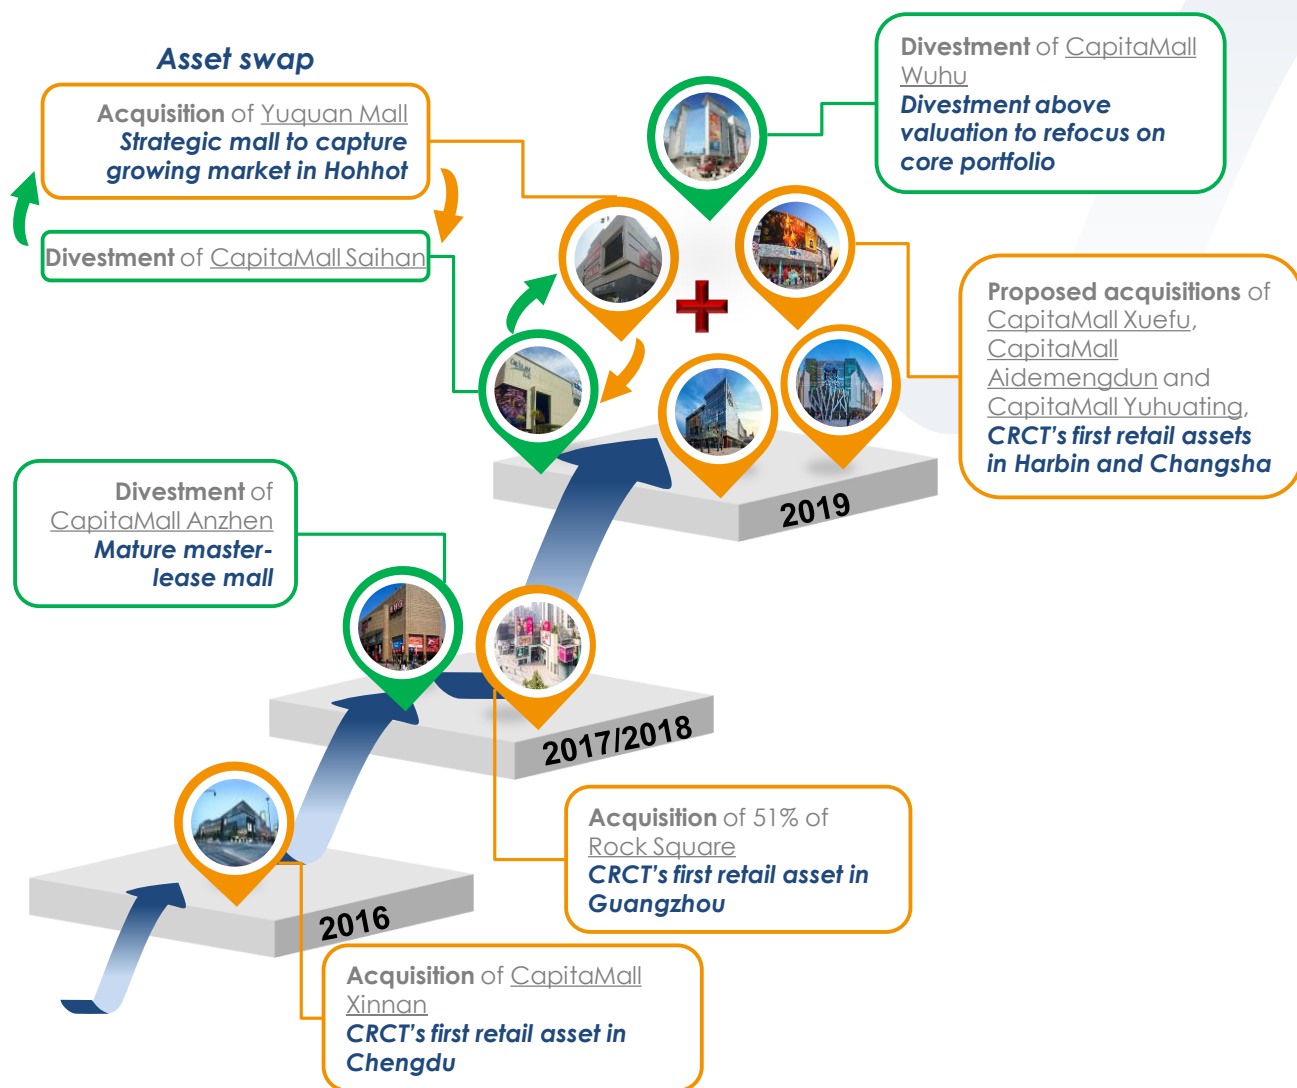 Asset swap
Acquisition of Yuquan Mall
Strategic mall to capture
growing market in Hohhot
Divestment of CapitaMall Saihan
Divestment of CapitaMall
Wuhu
Divestment above
valuation to refocus on
core portfolio
Proposed acquisitions of
CapitaMall Xuefu,
CapitaMall
Aidemengdun and
CapitaMall Yuhuating,
CRCT's first retail assets
in Harbin and Changsha
2019
Divestment of
CapitaMall Anzhen
Mature master-
lease mall
2017/2018
Acquisition of 51% of
Rock Square
CRCT's first retail asset in
Guangzhou
2016
Acquisition of CapitaMall
Xinnan
CRCT's first retail asset in
Chengdu